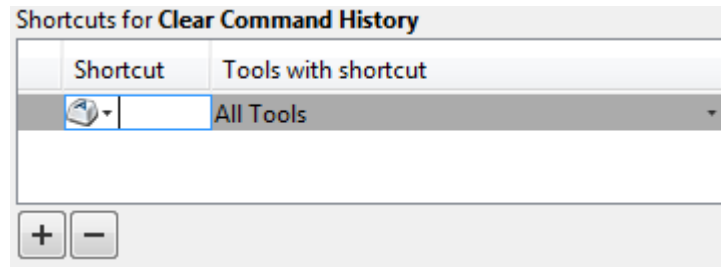 Shortcuts for Clear Command History
Shortcut Tools with shortcut
All Tools